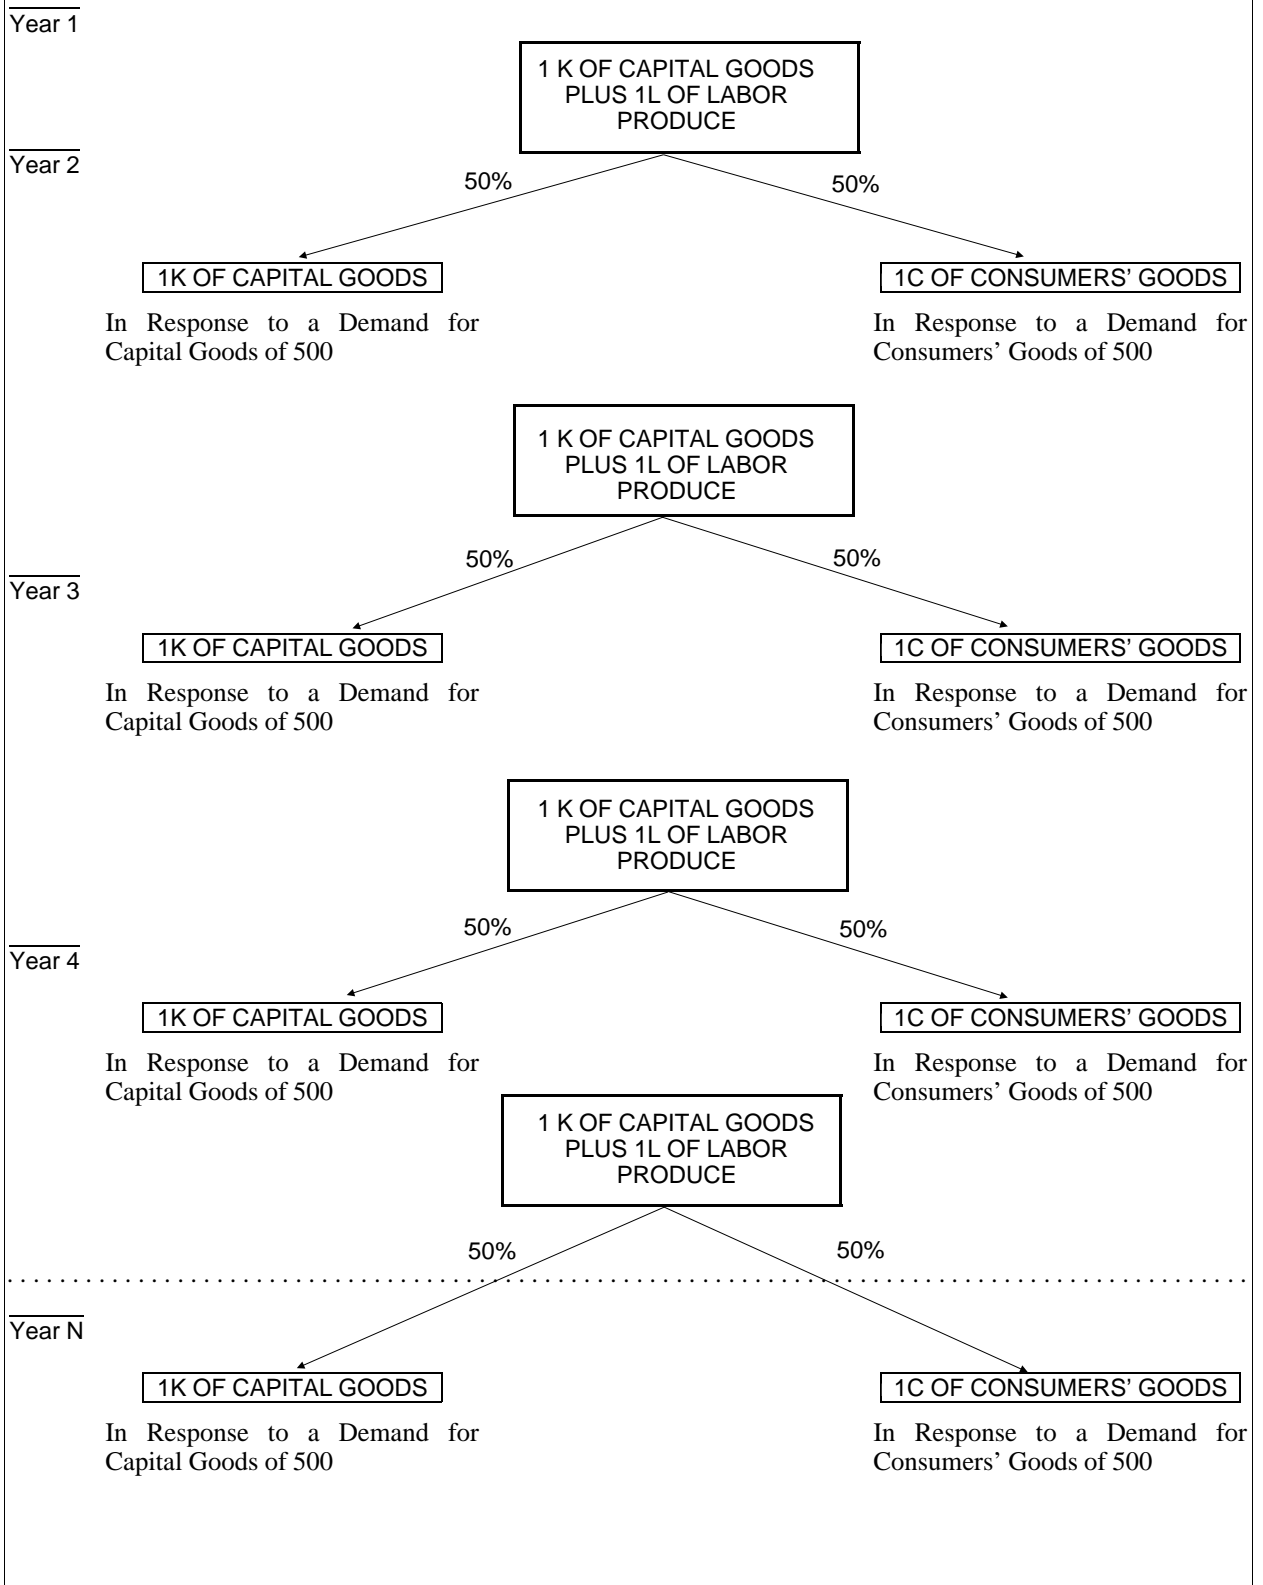 Year 1
1 K OF CAPITAL GOODS
PLUS 1L OF LABOR
PRODUCE
Year 2
50%
50%
1K OF CAPITAL GOODS
In Response to a Demand for
Capital Goods of 500
1C OF CONSUMERS’ GOODS
In Response to a Demand for
Consumers’ Goods of 500
1 K OF CAPITAL GOODS
PLUS 1L OF LABOR
PRODUCE
50%
50%
Year 3
1K OF CAPITAL GOODS
In Response to a Demand for
Capital Goods of 500
1C OF CONSUMERS’ GOODS
In Response to a Demand for
Consumers’ Goods of 500
1 K OF CAPITAL GOODS
PLUS 1L OF LABOR
PRODUCE
50%
50%
Year 4
1K OF CAPITAL GOODS
In Response to a Demand for
Capital Goods of 500
1C OF CONSUMERS’ GOODS
In Response to a Demand for
Consumers’ Goods of 500
1 K OF CAPITAL GOODS
PLUS 1L OF LABOR
PRODUCE
50%
50%
Year N
1K OF CAPITAL GOODS
In Response to a Demand for
Capital Goods of 500
1C OF CONSUMERS’ GOODS
In Response to a Demand for
Consumers’ Goods of 500